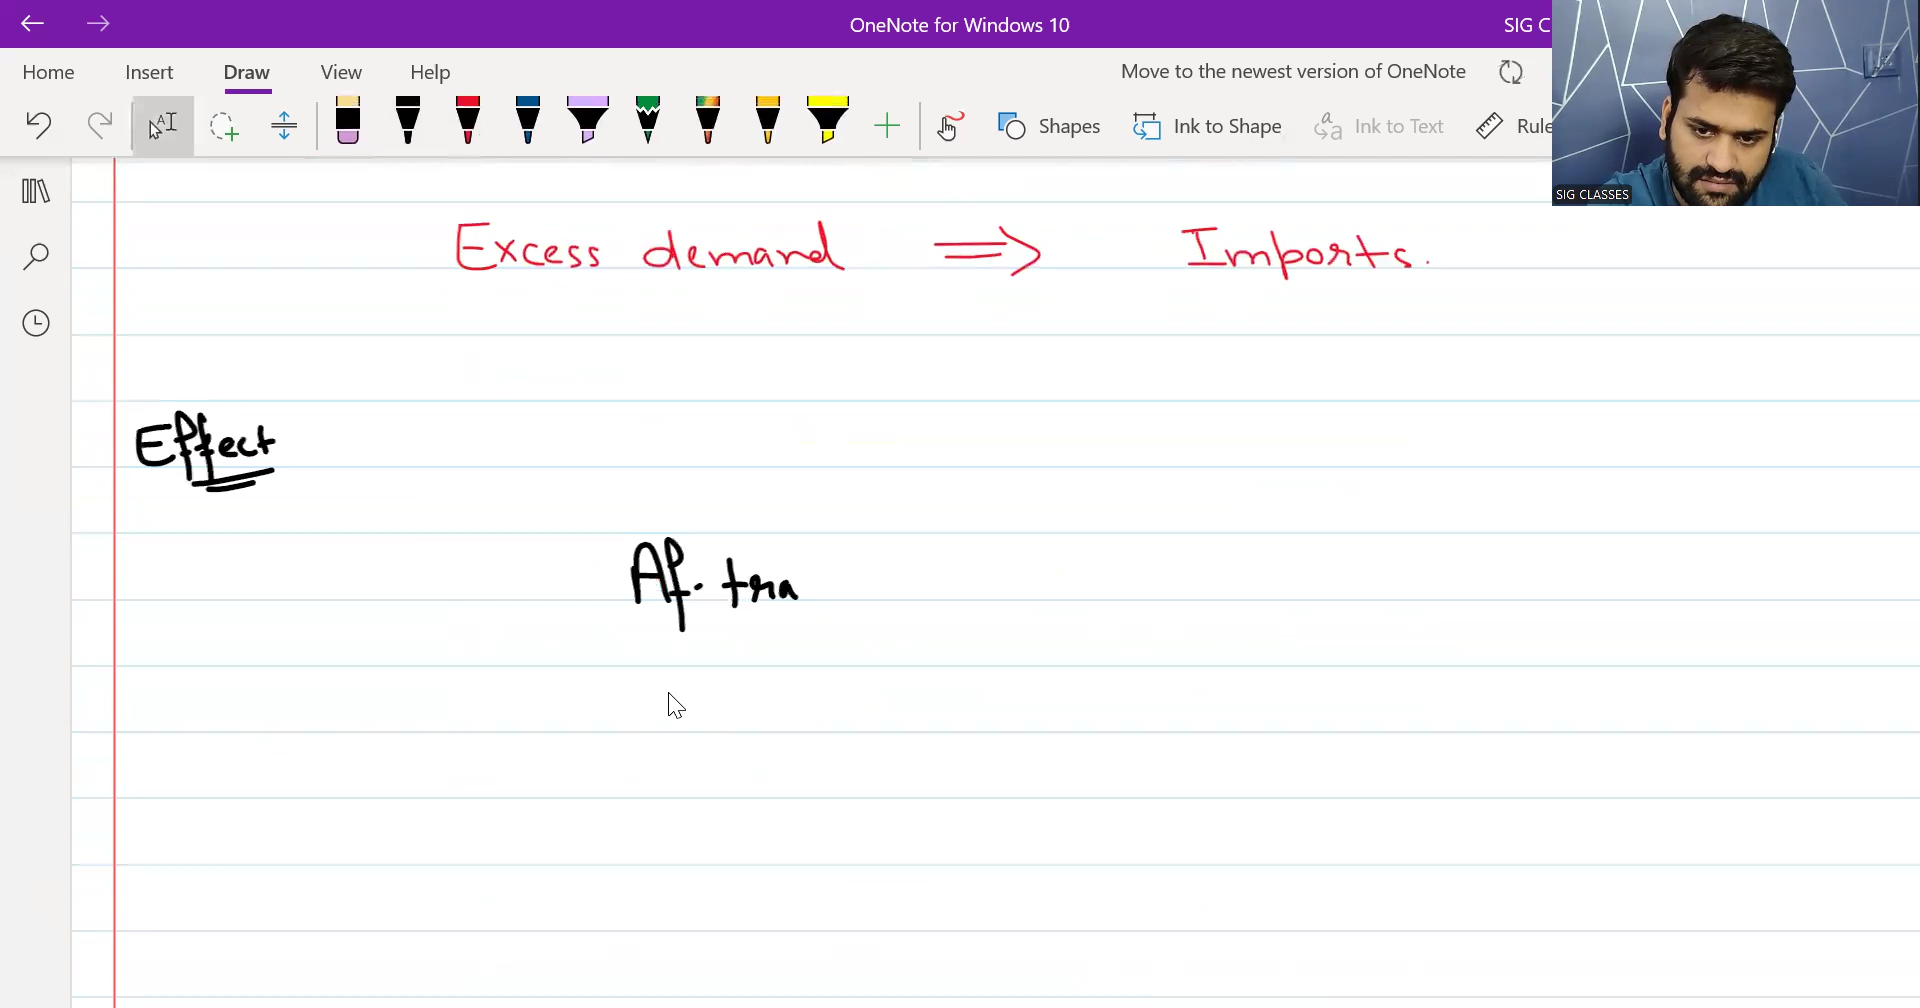 OneNote for Windows 10
SIG C
Home Insert Draw View Help
Move to the newest version of OneNote
Shapes Ink to Shape Ink to Text Rule
SIG CLASSES
Excess demand ⟹ Imports.
Effect
Af. tra